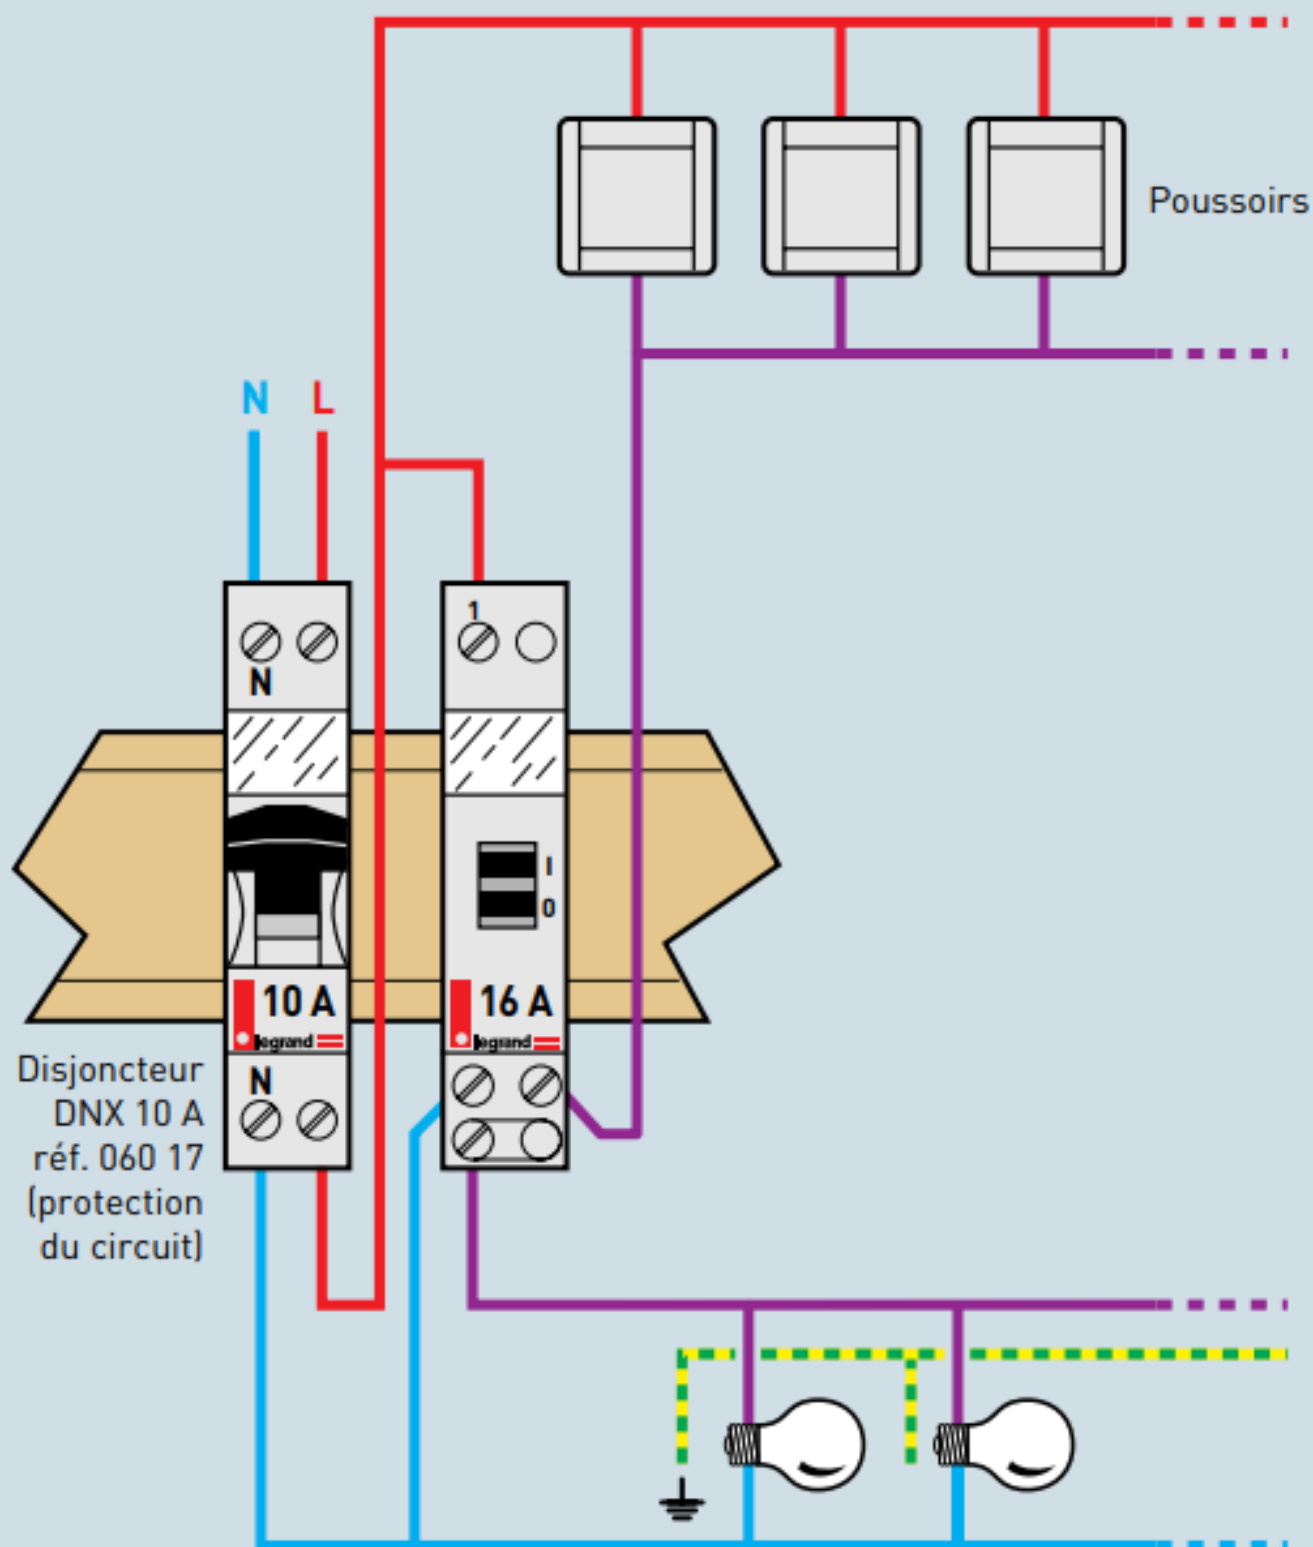 Poussoirs
N L
N
1
I
0
10 A
16 A
legrand
legrand
N
Disjoncteur
DNX 10 A
réf. 060 17
(protection
du circuit)